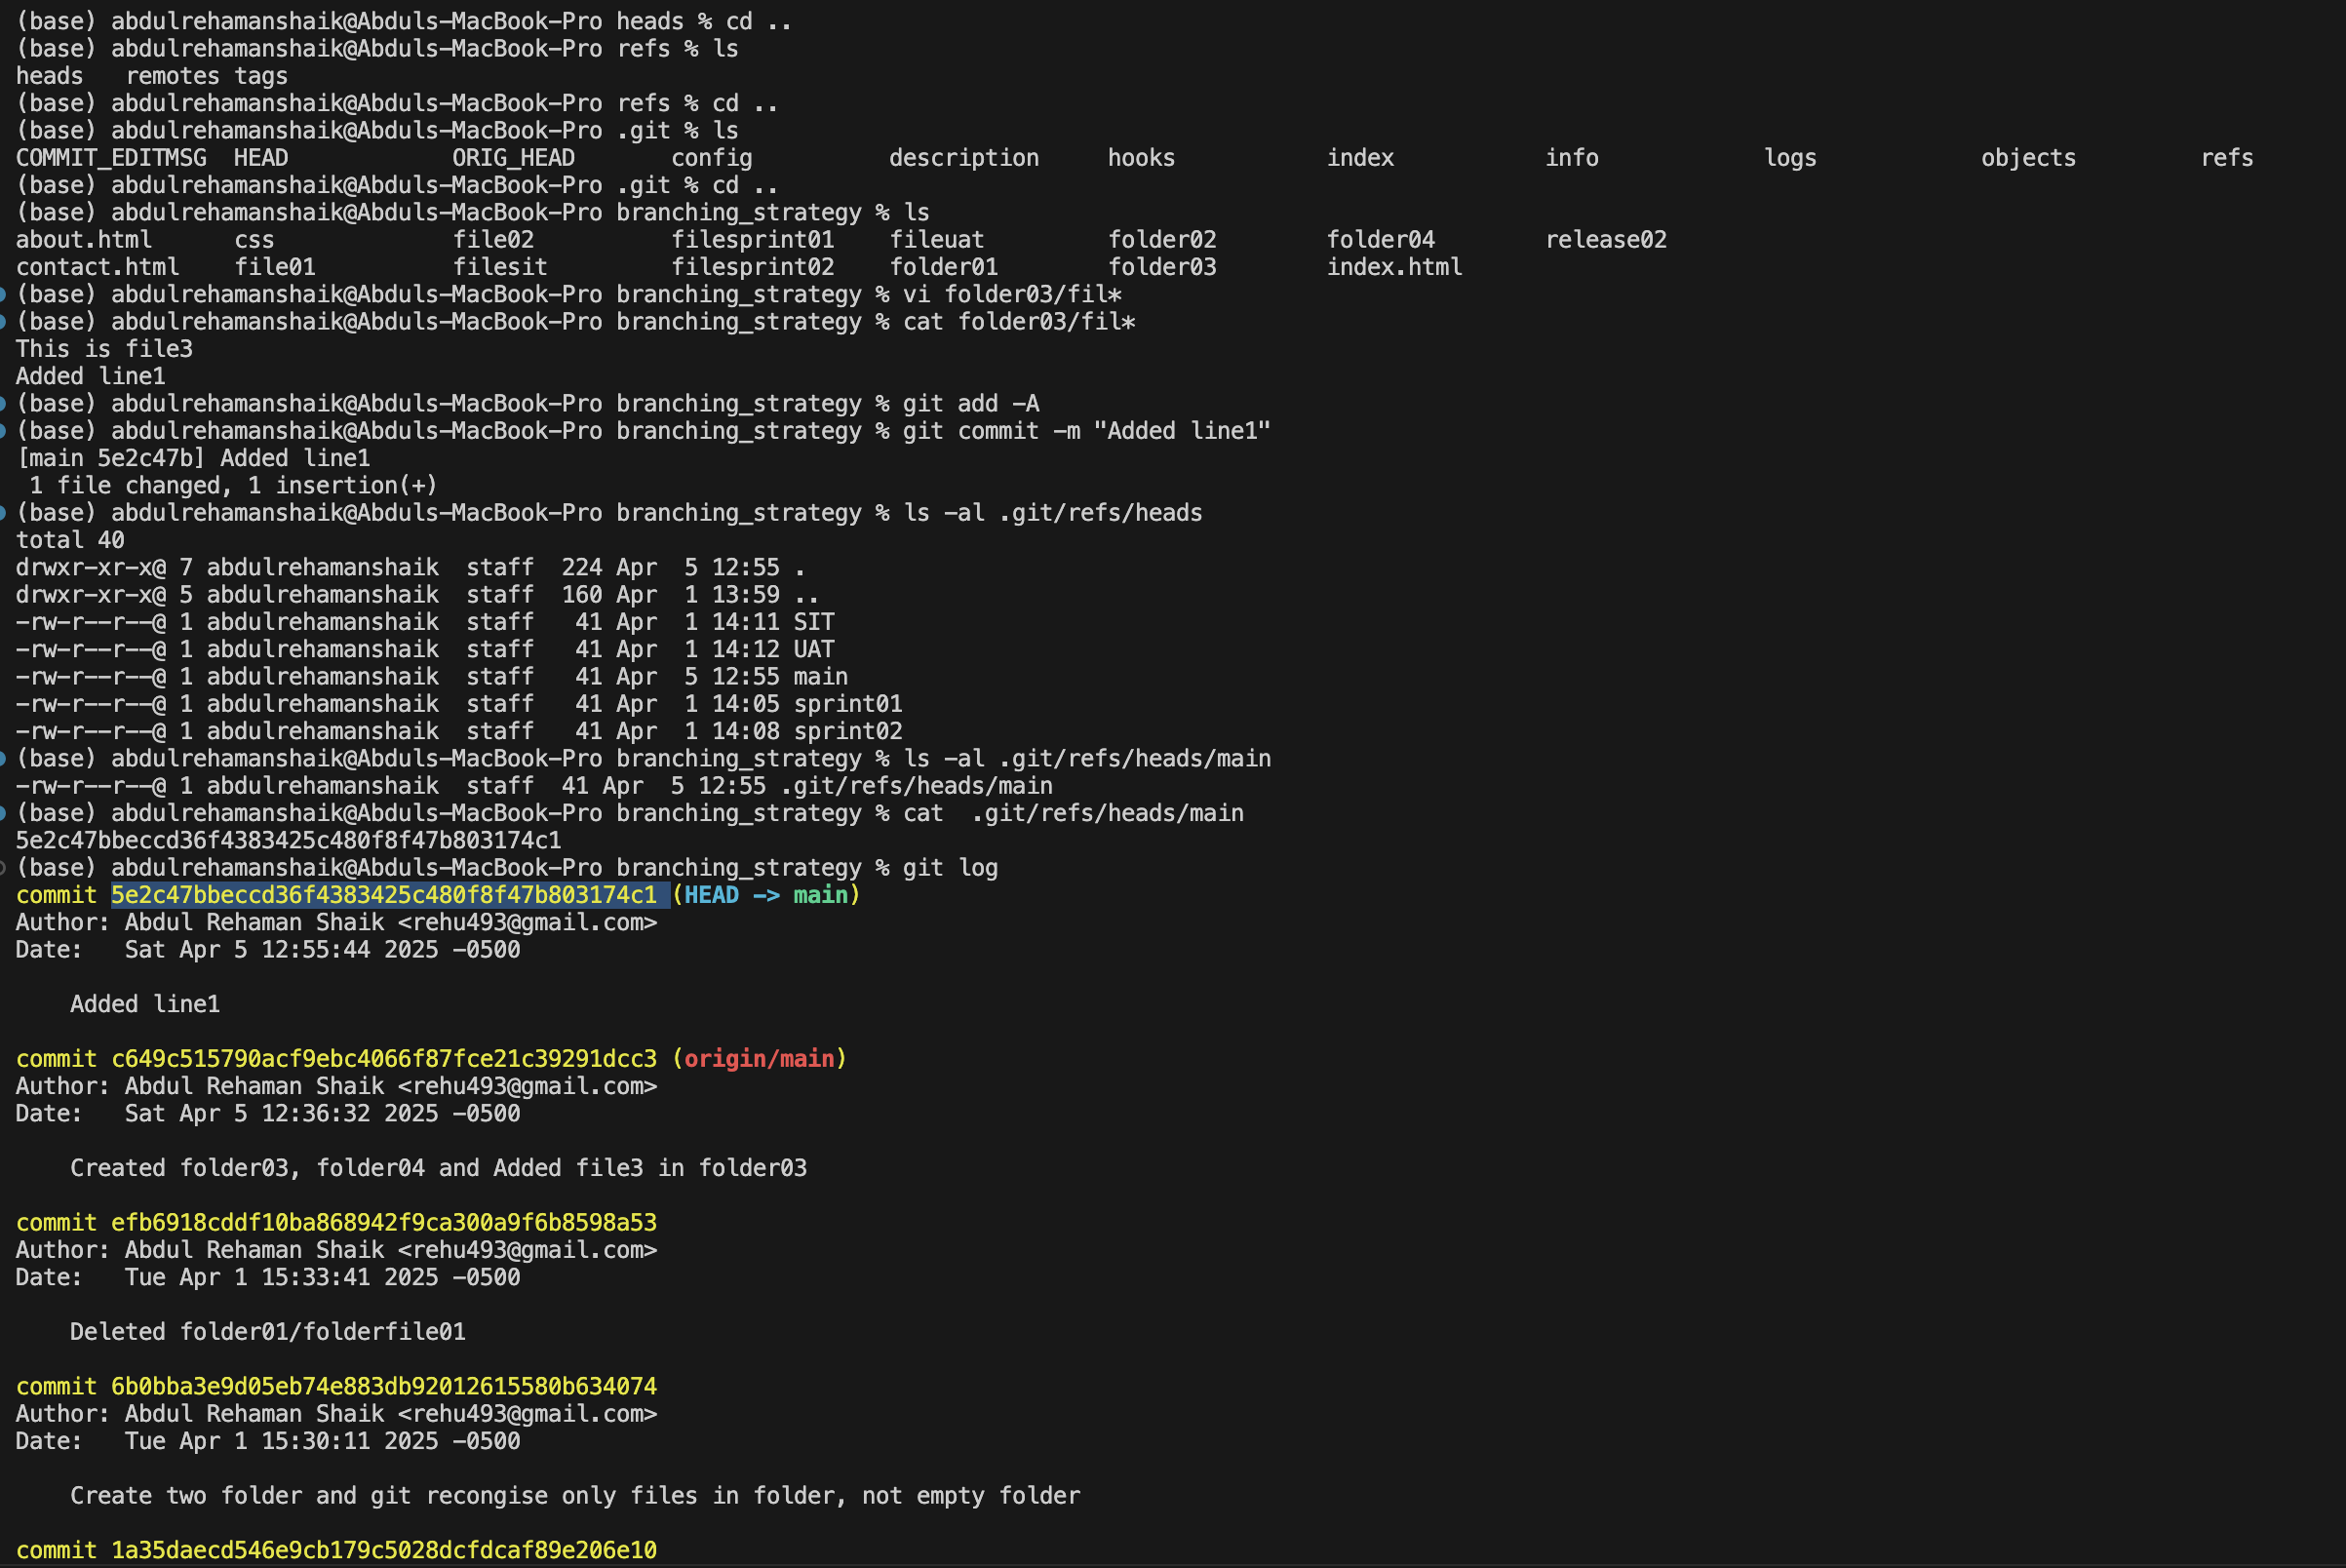 (base) abdulrehamanshaik@Abduls-MacBook-Pro heads % cd ..
(base) abdulrehamanshaik@Abduls-MacBook-Pro refs % ls
heads   remotes tags
(base) abdulrehamanshaik@Abduls-MacBook-Pro refs % cd ..
(base) abdulrehamanshaik@Abduls-MacBook-Pro .git % ls
COMMIT_EDITMSG  HEAD            ORIG_HEAD       config          description     hooks           index           info            logs            objects         refs
(base) abdulrehamanshaik@Abduls-MacBook-Pro .git % cd ..
(base) abdulrehamanshaik@Abduls-MacBook-Pro branching_strategy % ls
about.html      css             file02          filesprint01    fileuat         folder02        folder04        release02
contact.html    file01          filesit         filesprint02    folder01        folder03        index.html
(base) abdulrehamanshaik@Abduls-MacBook-Pro branching_strategy % vi folder03/fil*
(base) abdulrehamanshaik@Abduls-MacBook-Pro branching_strategy % cat folder03/fil*
This is file3
Added line1
(base) abdulrehamanshaik@Abduls-MacBook-Pro branching_strategy % git add -A
(base) abdulrehamanshaik@Abduls-MacBook-Pro branching_strategy % git commit -m "Added line1"
[main 5e2c47b] Added line1
 1 file changed, 1 insertion(+)
(base) abdulrehamanshaik@Abduls-MacBook-Pro branching_strategy % ls -al .git/refs/heads
total 40
drwxr-xr-x@ 7 abdulrehamanshaik  staff  224 Apr  5 12:55 .
drwxr-xr-x@ 5 abdulrehamanshaik  staff  160 Apr  1 13:59 ..
-rw-r--r--@ 1 abdulrehamanshaik  staff   41 Apr  1 14:11 SIT
-rw-r--r--@ 1 abdulrehamanshaik  staff   41 Apr  1 14:12 UAT
-rw-r--r--@ 1 abdulrehamanshaik  staff   41 Apr  5 12:55 main
-rw-r--r--@ 1 abdulrehamanshaik  staff   41 Apr  1 14:05 sprint01
-rw-r--r--@ 1 abdulrehamanshaik  staff   41 Apr  1 14:08 sprint02
(base) abdulrehamanshaik@Abduls-MacBook-Pro branching_strategy % ls -al .git/refs/heads/main
-rw-r--r--@ 1 abdulrehamanshaik  staff  41 Apr  5 12:55 .git/refs/heads/main
(base) abdulrehamanshaik@Abduls-MacBook-Pro branching_strategy % cat  .git/refs/heads/main
5e2c47bbeccd36f4383425c480f8f47b803174c1
(base) abdulrehamanshaik@Abduls-MacBook-Pro branching_strategy % git log
commit 5e2c47bbeccd36f4383425c480f8f47b803174c1 (HEAD -> main)
Author: Abdul Rehaman Shaik <rehu493@gmail.com>
Date:   Sat Apr 5 12:55:44 2025 -0500

    Added line1

commit c649c515790acf9ebc4066f87fce21c39291dcc3 (origin/main)
Author: Abdul Rehaman Shaik <rehu493@gmail.com>
Date:   Sat Apr 5 12:36:32 2025 -0500

    Created folder03, folder04 and Added file3 in folder03

commit efb6918cddf10ba868942f9ca300a9f6b8598a53
Author: Abdul Rehaman Shaik <rehu493@gmail.com>
Date:   Tue Apr 1 15:33:41 2025 -0500

    Deleted folder01/folderfile01

commit 6b0bba3e9d05eb74e883db92012615580b634074
Author: Abdul Rehaman Shaik <rehu493@gmail.com>
Date:   Tue Apr 1 15:30:11 2025 -0500

    Create two folder and git recongise only files in folder, not empty folder

commit 1a35daecd546e9cb179c5028dcfdcaf89e206e10